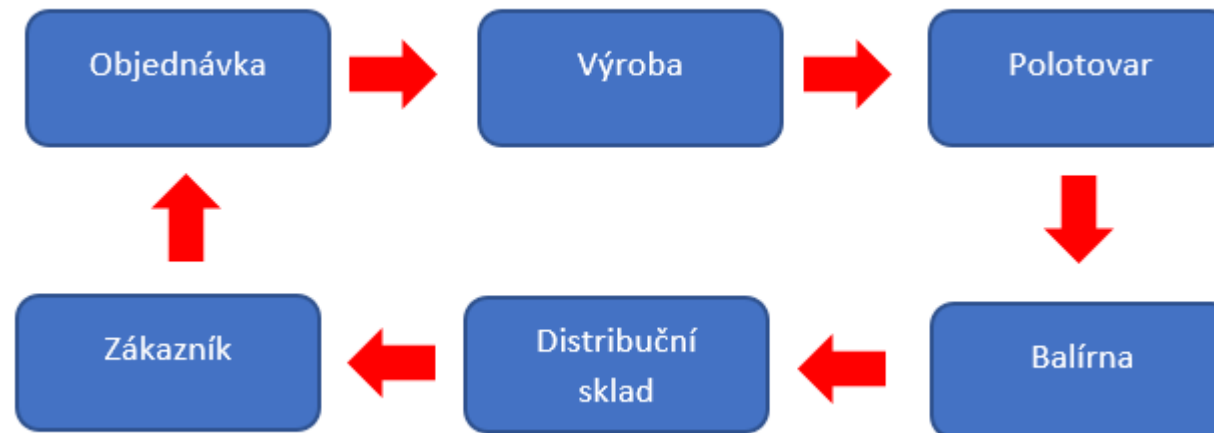 Objednávka
Výroba
Polotovar
Zákazník
Distribuční
sklad
Balírna